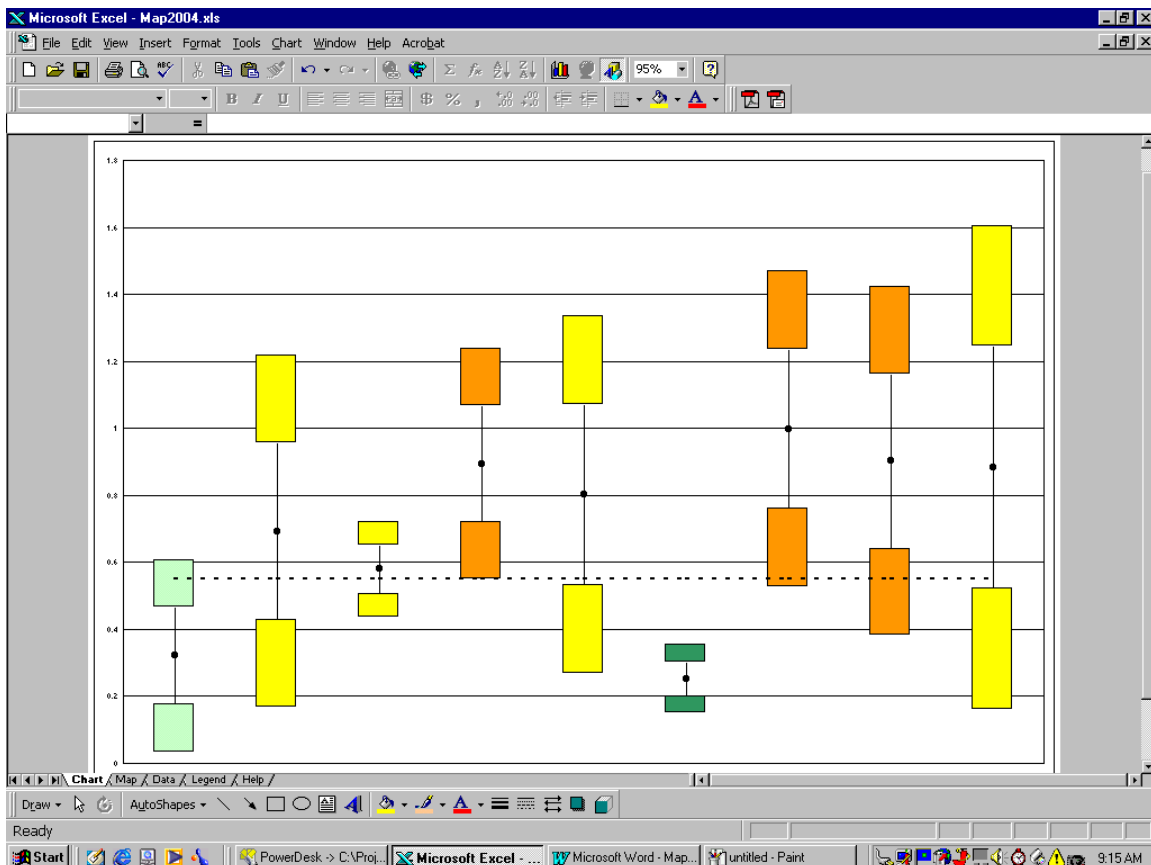 Microsoft Excel - Map2004.xls
File Edit View Insert Format Tools Chart Window Help Acrobat
95%
B I U $ % ,
=
1.8
1.6
1.4
1.2
1
0.8
0.6
0.4
0.2
0
Chart Map Data Legend Help
Draw AutoShapes
Ready
Start PowerDesk -> C:\Proj... Microsoft Excel - ... Microsoft Word - Map... untitled - Paint 9:15 AM